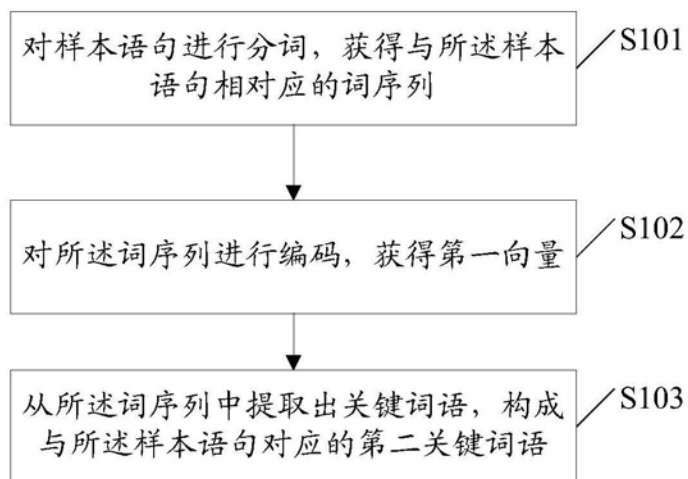 对样本语句进行分词，获得与所述样本
语句相对应的词序列
S101
对所述词序列进行编码，获得第一向量
S102
从所述词序列中提取出关键词语，构成
与所述样本语句对应的第二关键词语
S103